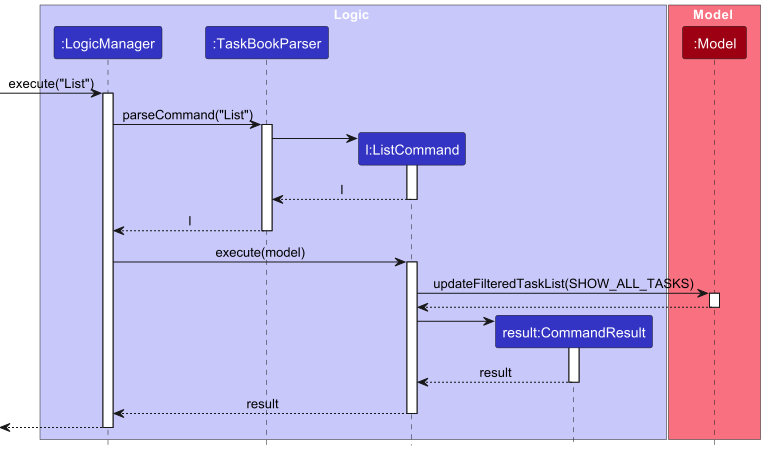 Logic
Model
:LogicManager
:TaskBookParser
:Model
execute("List")
parseCommand("List")
l:ListCommand
l
l
execute(model)
updateFilteredTaskList(SHOW_ALL_TASKS)
result:CommandResult
result
result